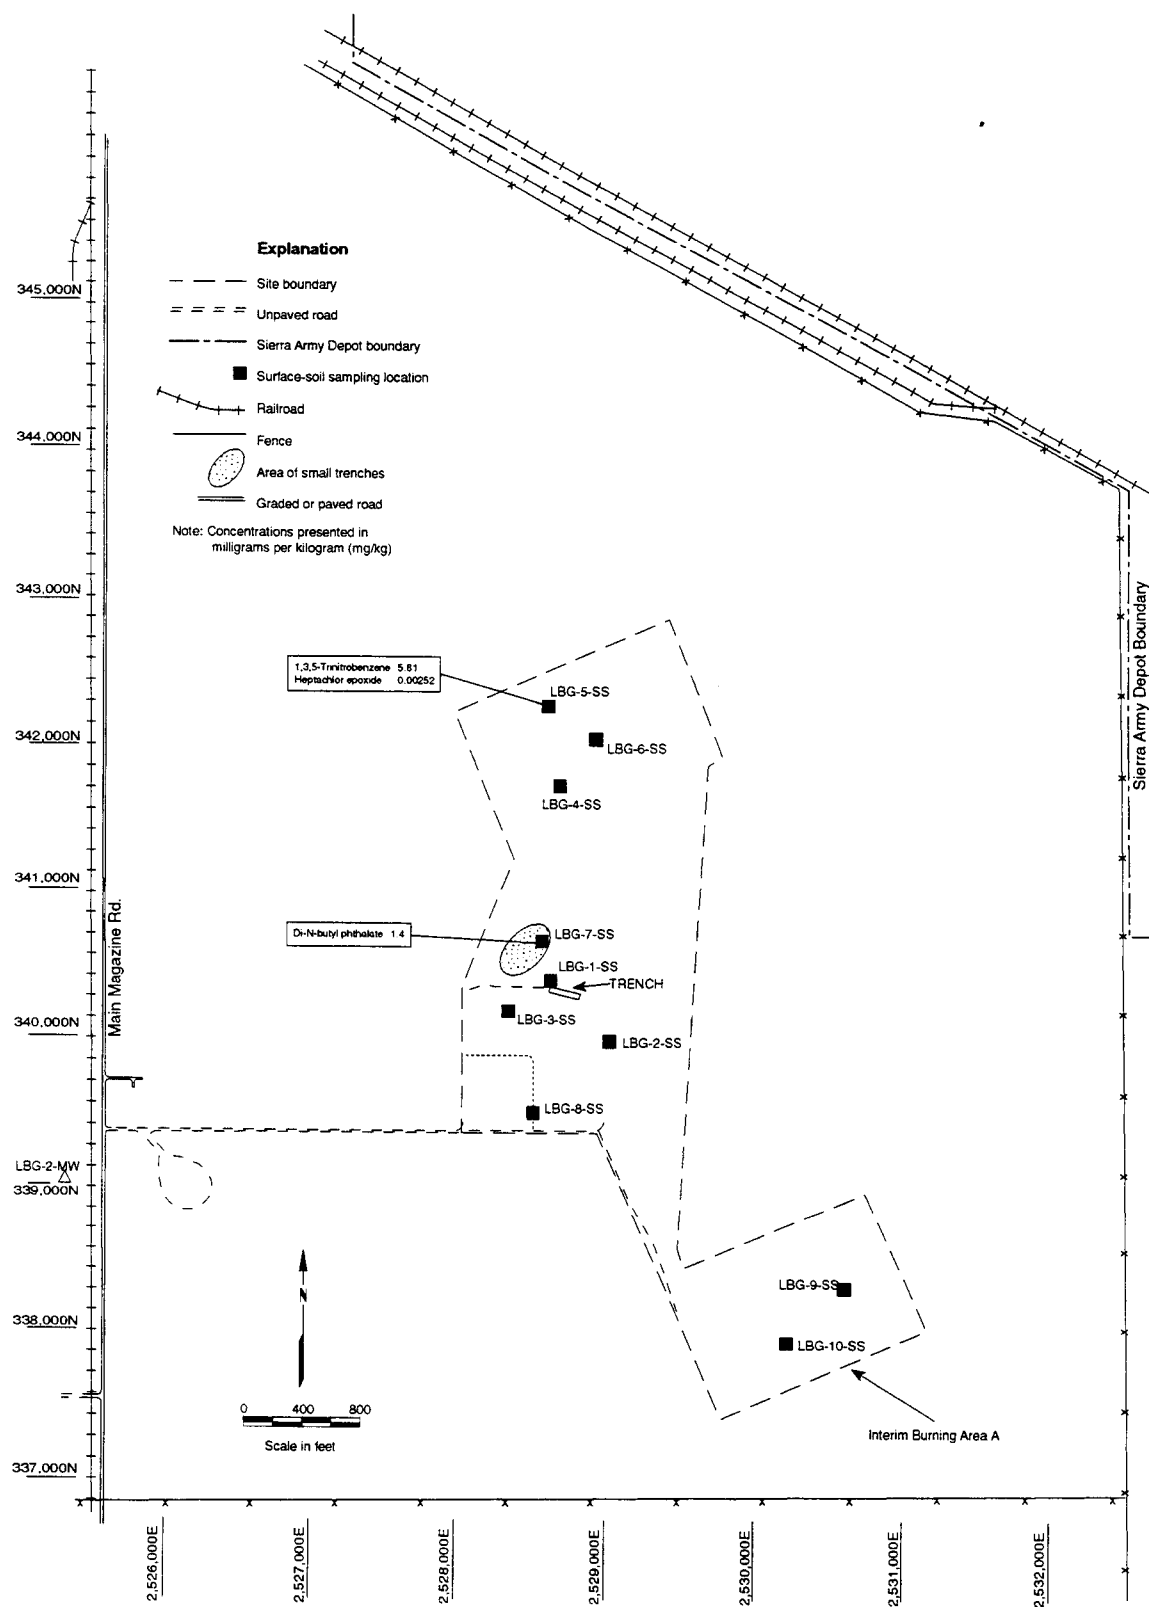 Explanation
Site boundary
Unpaved road
Sierra Army Depot boundary
Surface-soil sampling location
Railroad
Fence
Area of small trenches
Graded or paved road
Note: Concentrations presented in
milligrams per kilogram (mg/kg)
345,000N
344,000N
343,000N
342,000N
341,000N
340,000N
339,000N
338,000N
337,000N
Main Magazine Rd.
Sierra Army Depot Boundary
1,3,5-Trinitrobenzene 5.81
Heptachlor epoxide 0.00252
LBG-5-SS
LBG-6-SS
LBG-4-SS
Di-N-butyl phthalate 1.4
LBG-7-SS
LBG-1-SS
TRENCH
LBG-3-SS
LBG-2-SS
LBG-8-SS
LBG-2-MW
LBG-9-SS
LBG-10-SS
Interim Burning Area A
N
0 400 800
Scale in feet
2,526,000E
2,527,000E
2,528,000E
2,529,000E
2,530,000E
2,531,000E
2,532,000E